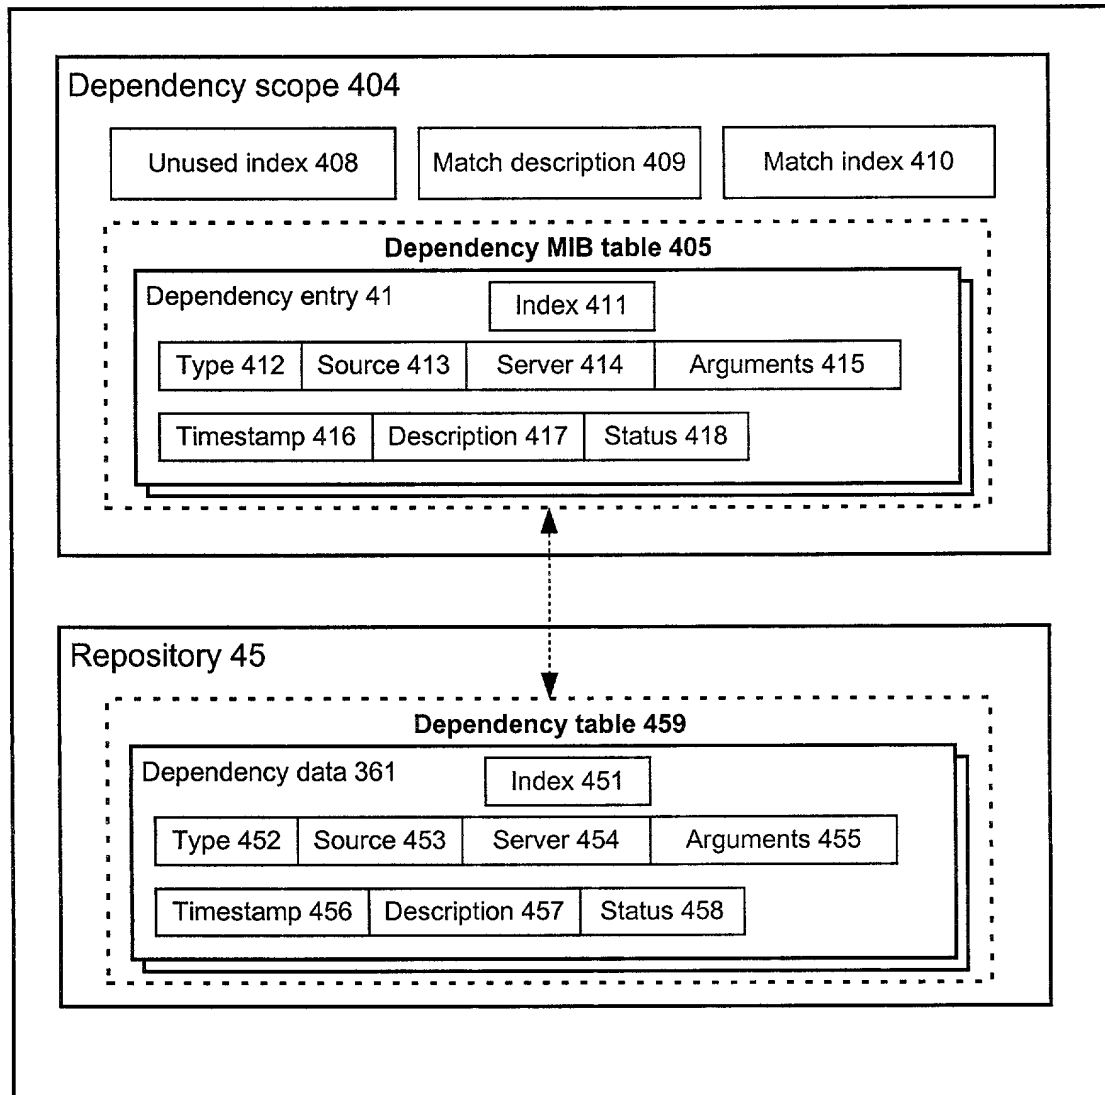 Dependency scope 404
Unused index 408 Match description 409 Match index 410
Dependency MIB table 405
Dependency entry 41
Index 411
Type 412 Source 413 Server 414 Arguments 415
Timestamp 416 Description 417 Status 418
Repository 45
Dependency table 459
Dependency data 361
Index 451
Type 452 Source 453 Server 454 Arguments 455
Timestamp 456 Description 457 Status 458